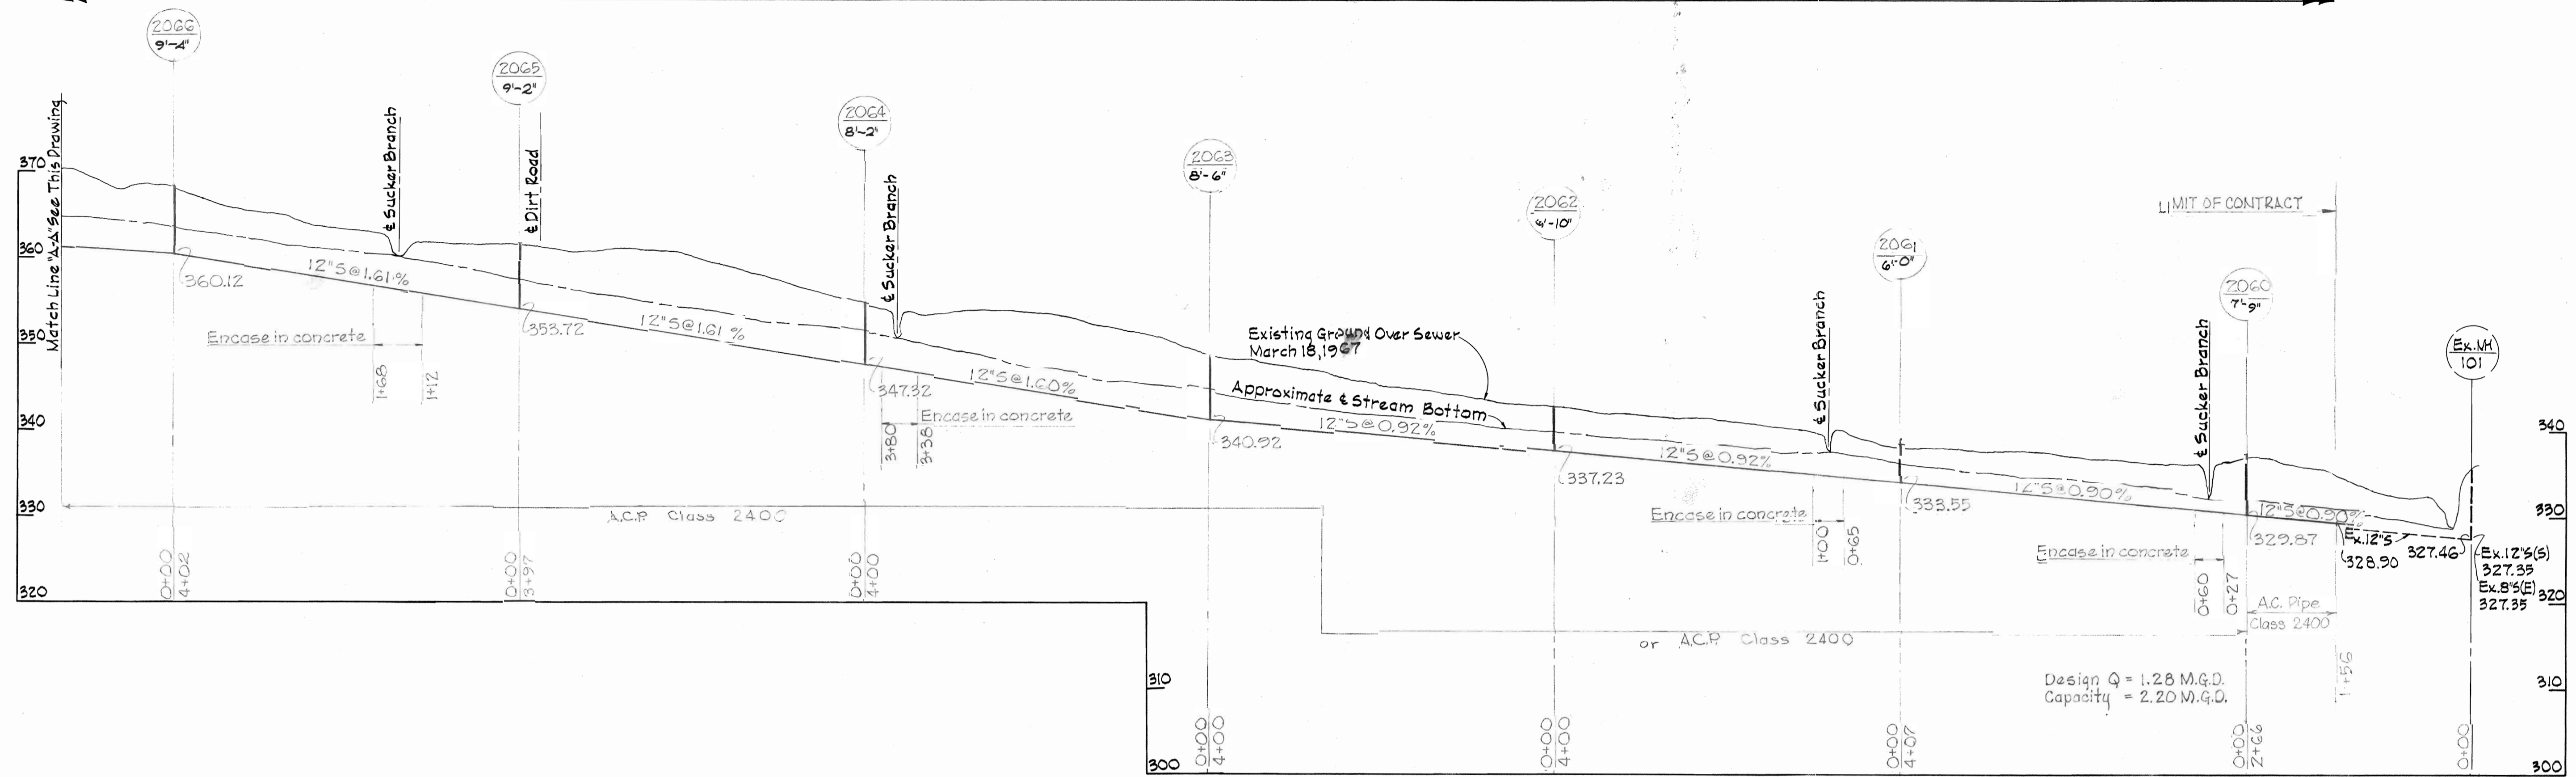 2066
9'-4"
2065
9'-2"
2064
8'-2"
2063
8'-6"
2062
2061
6'-0"
2060
7'-9"
Ex.MH
101
Match Line "A-A" See This Drawing
℄ Sucker Branch
℄ Dirt Road
℄ Sucker Branch
℄ Sucker Branch
℄ Sucker Branch
LIMIT OF CONTRACT
370
360
350
340
330
320
12"S@1.61%
360.12
Encase in concrete
1+68
1+12
353.72
12"S@1.61%
347.32
Encase in concrete
3+80
3+38
12"S@1.60%
340.92
Existing Ground Over Sewer
March 18, 1967
Approximate ℄ Stream Bottom
12"S@0.92%
337.23
12"S@0.92%
Encase in concrete
1+00
0+65
333.55
12"S@0.90%
Encase in concrete
0+60
0+27
12"S@0.90%
329.87
Ex.12"S
328.90
327.46
Ex.12"S(S)
327.35
Ex.8"S(E)
327.35
A.C. Pipe
Class 2400
1+56
A.C.P. Class 2400
or A.C.P. Class 2400
Design Q = 1.28 M.G.D.
Capacity = 2.20 M.G.D.
0+00
4+02
0+00
3+97
0+00
4+00
0+00
4+00
0+00
4+00
0+00
4+07
0+00
2+66
0+00
310
300
340
330
320
310
300